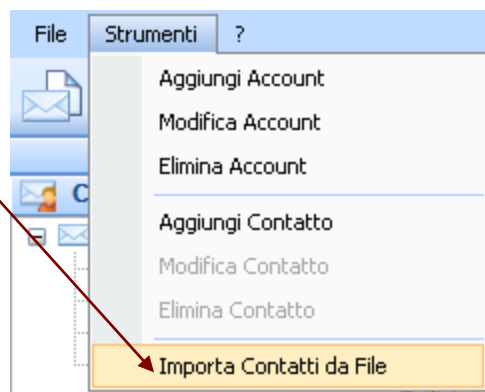 File Strumenti ?
Aggiungi Account
Modifica Account
Elimina Account
C
Aggiungi Contatto
Modifica Contatto
Elimina Contatto
Importa Contatti da File